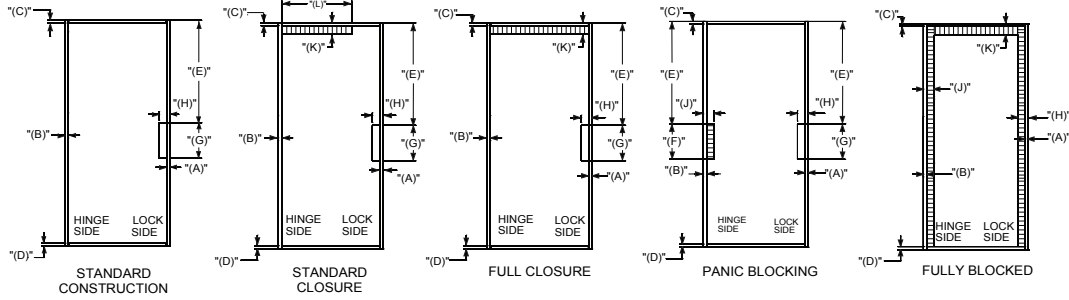 "(C)"
"(E)"
"(H)"
"(B)"
"(G)"
"(A)"
HINGE LOCK
SIDE SIDE
"(D)"
STANDARD
CONSTRUCTION
"(C)"
"(L)"
"(K)"
"(E)"
"(H)"
"(B)"
"(G)"
"(A)"
HINGE LOCK
SIDE SIDE
"(D)"
STANDARD
CLOSURE
"(C)"
"(K)"
"(E)"
"(H)"
"(B)"
"(G)"
"(A)"
HINGE LOCK
SIDE SIDE
"(D)"
FULL CLOSURE
"(C)"
"(E)"
"(E)"
"(J)"
"(H)"
"(F)"
"(G)"
"(B)"
"(A)"
HINGE LOCK
SIDE SIDE
"(D)"
PANIC BLOCKING
"(C)"
"(K)"
"(J)"
"(H)"
"(A)"
"(B)"
HINGE LOCK
SIDE SIDE
"(D)"
FULLY BLOCKED